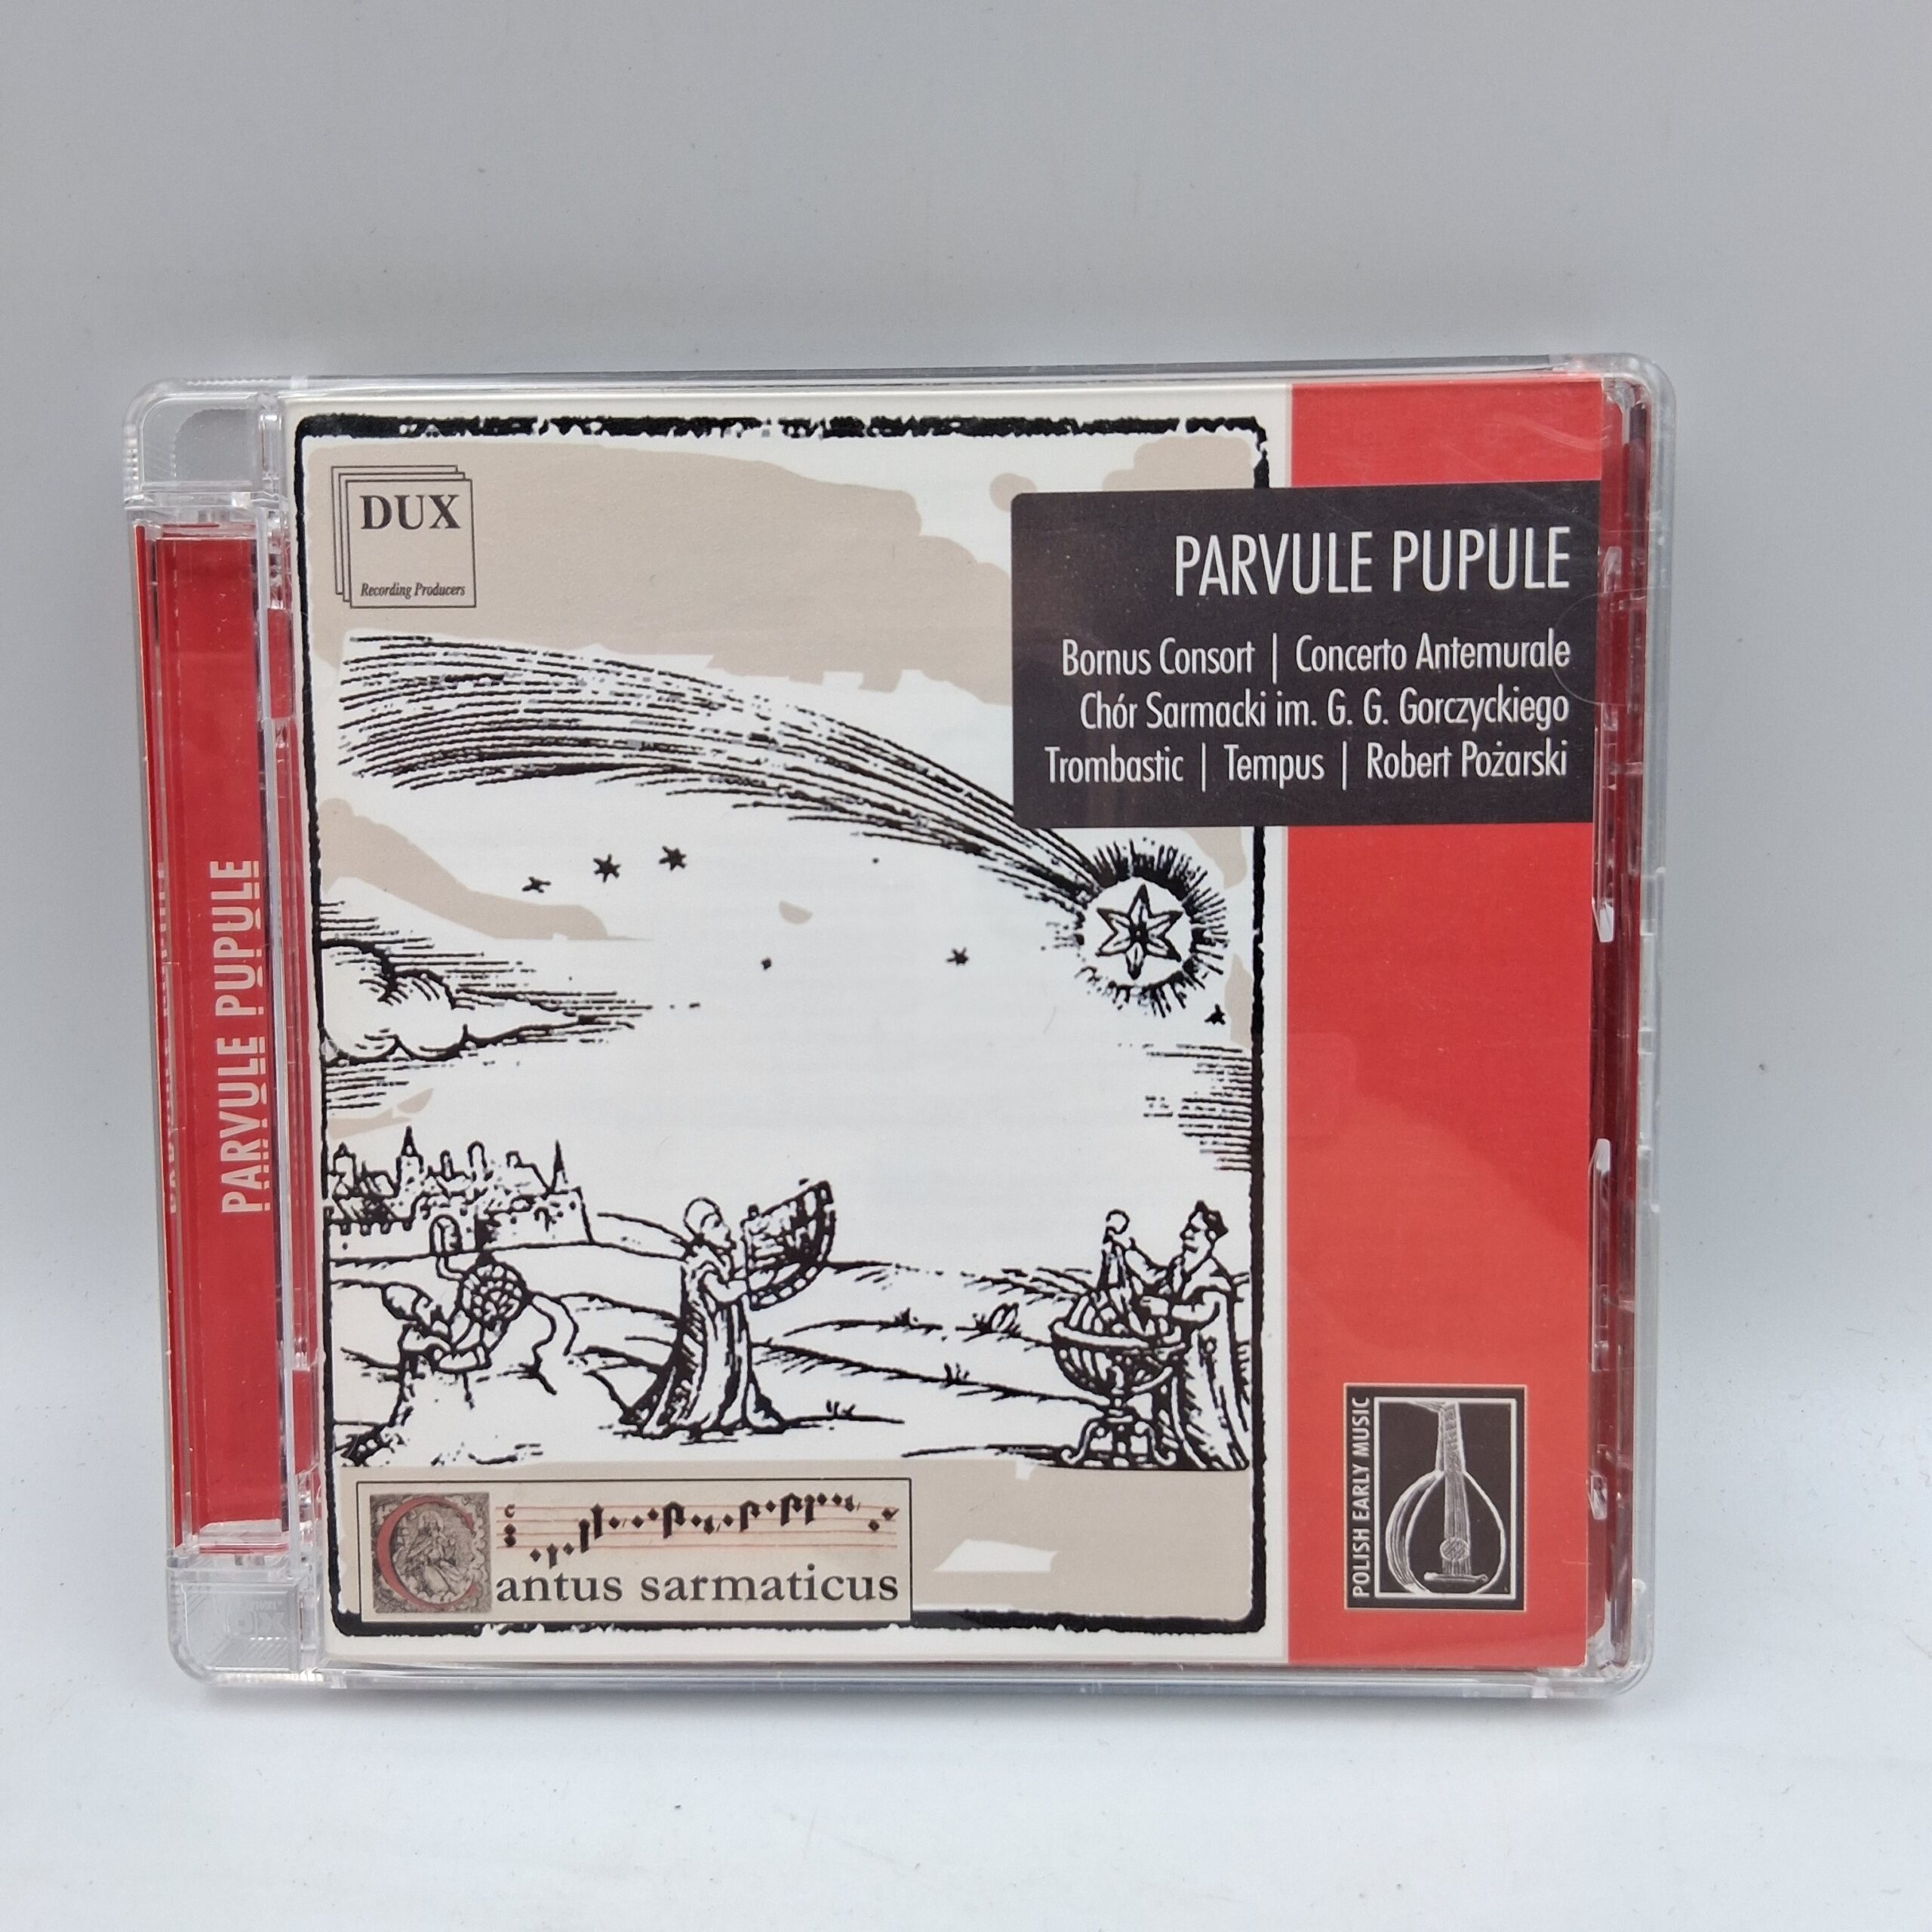 DUX
Recording Producers
PARVULE PUPULE
Bornus Consort | Concerto Antemurale
Chór Sarmacki im. G. G. Gorczyckiego
Trombastic | Tempus | Robert Pożarski
PARVULE PUPULE
Cantus sarmaticus
POLISH EARLY MUSIC